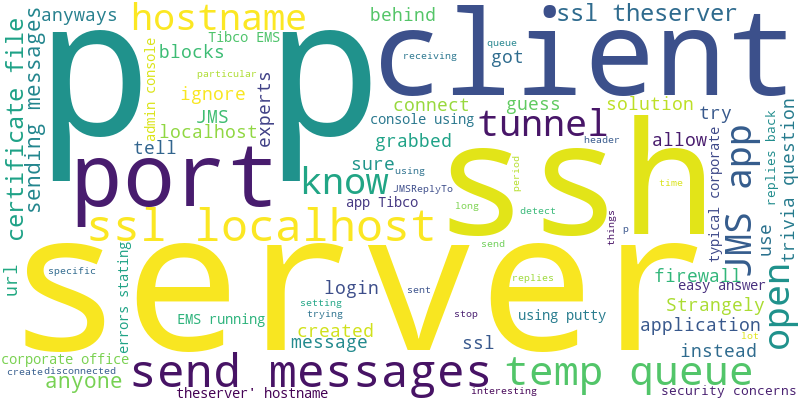 anyways
hostname
behind
ssl theserver
certificate file
sending messages
p p
client
Tibco EMS
blocks
admin console
particular
receiving
queue
got
ignore
experts
JMS
localhost
connect
guess
solution
console using
tunnel
try
tell
grabbed
header
allow
port
sure
using
know
JMSReplyTo
app Tibco
ssh
period
time
long
detect
ssl localhost
typical corporate
JMS app
use
replies back
trivia question
server
send
things
p
url
specific
errors stating
login
sent
replies
firewall
easy answer
open
setting
trying
EMS running
created
stop
using putty
Strangely
application
message
ssl
lot
instead
corporate office
create
disconnected
anyone
send messages
temp queue
theserver' hostname
interesting
security concerns